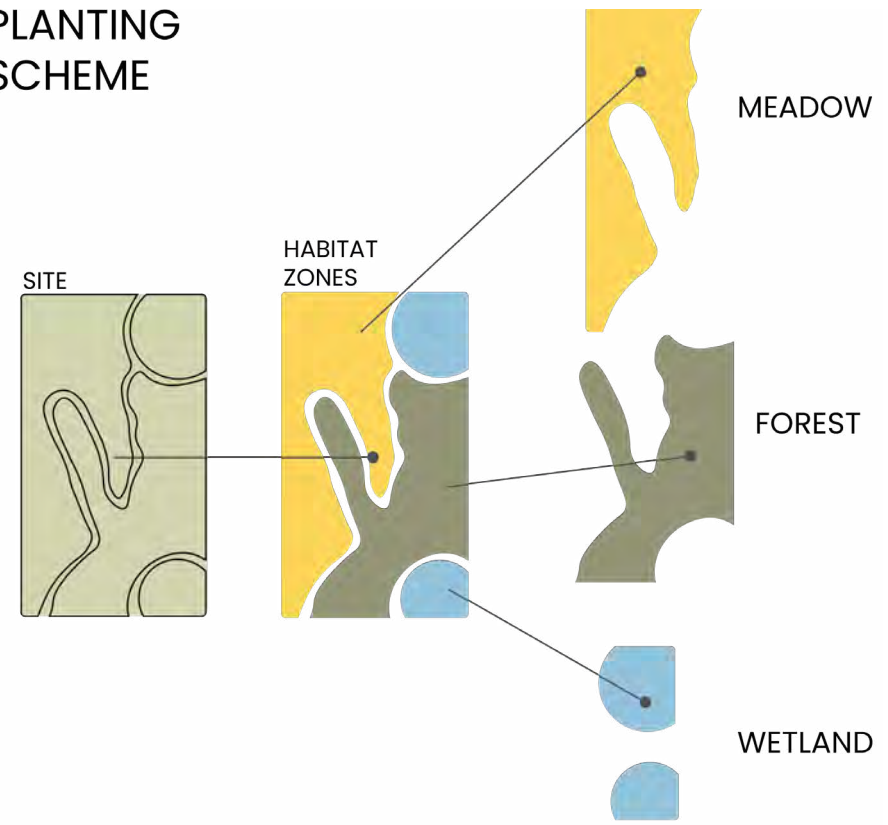 PLANTING
SCHEME
MEADOW
HABITAT
ZONES
SITE
FOREST
WETLAND